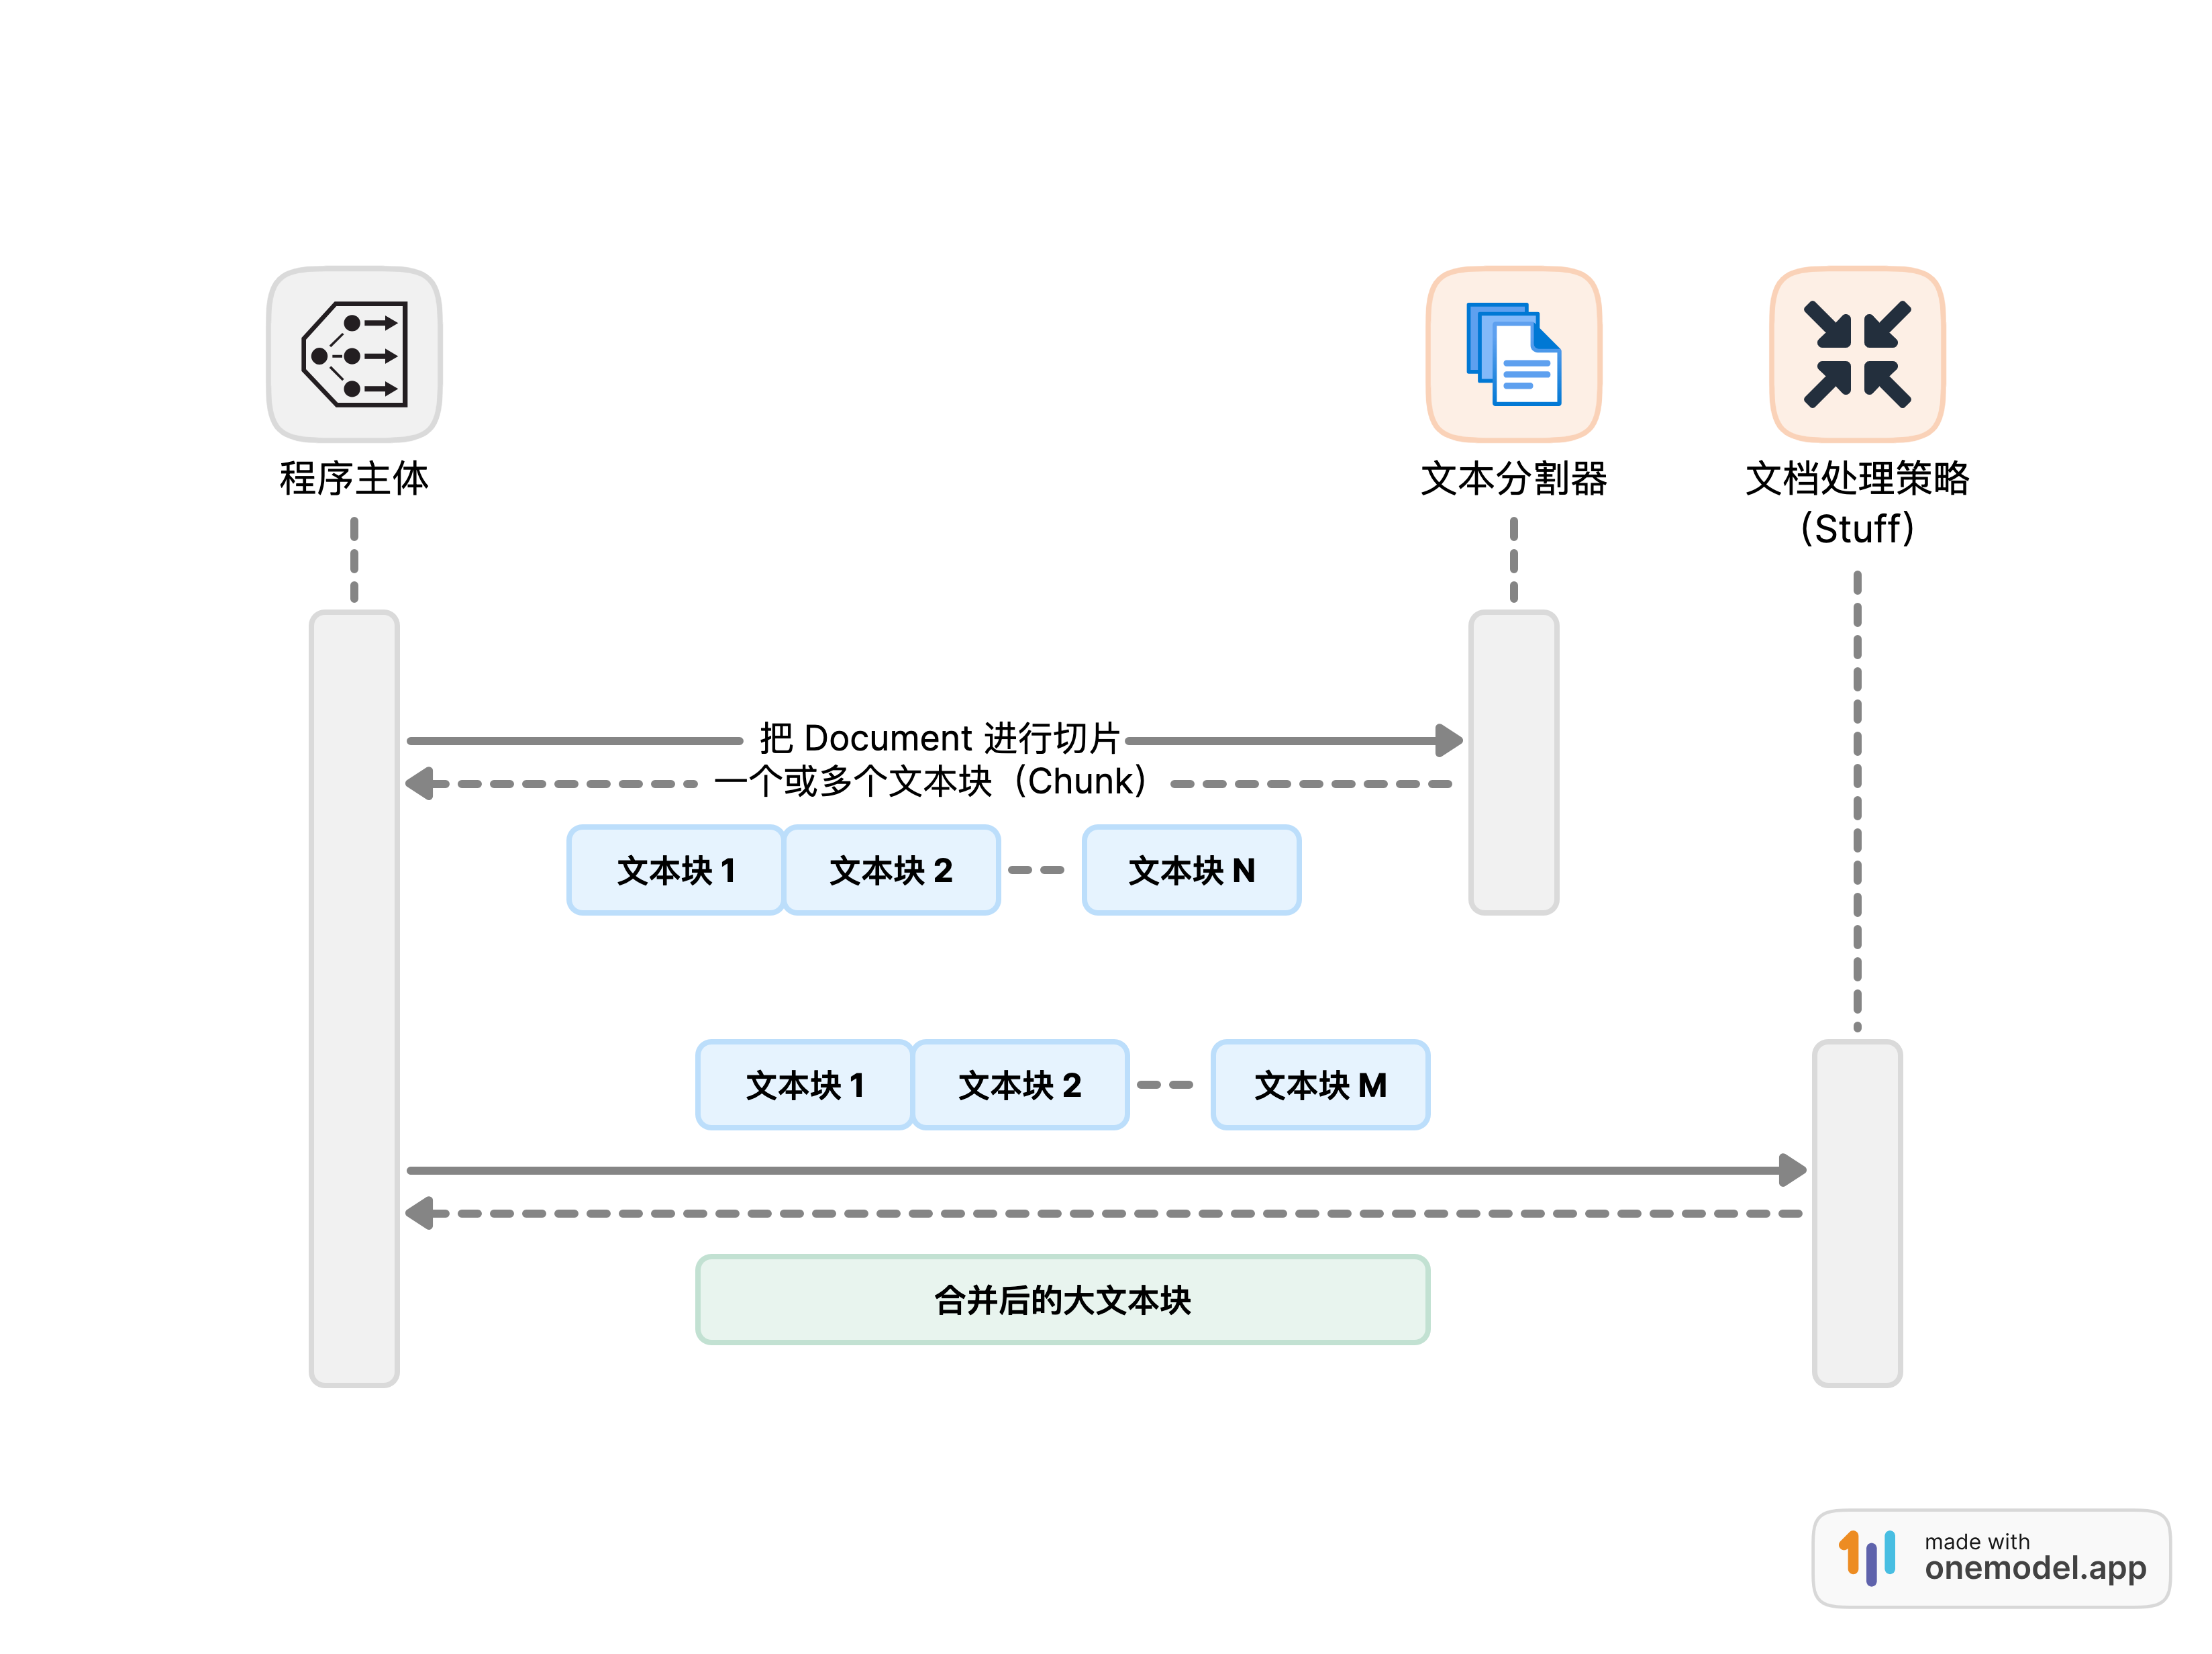 程序主体
文本分割器
文档处理策略
（Stuff）
把 Document 进行切片
一个或多个文本块（Chunk）
文本块 1
文本块 2
文本块 N
文本块 1
文本块 2
文本块 M
合并后的大文本块
made with
onemodel.app